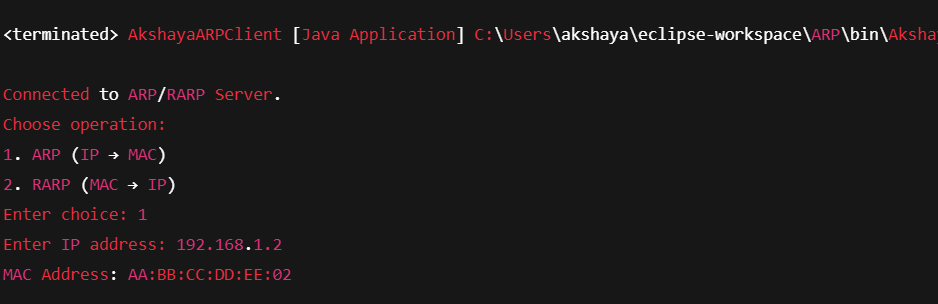 <terminated> AkshayaARPClient [Java Application] C:\Users\akshaya\eclipse-workspace\ARP\bin\Aksha
Connected to ARP/RARP Server.
Choose operation:
1. ARP (IP → MAC)
2. RARP (MAC → IP)
Enter choice: 1
Enter IP address: 192.168.1.2
MAC Address: AA:BB:CC:DD:EE:02